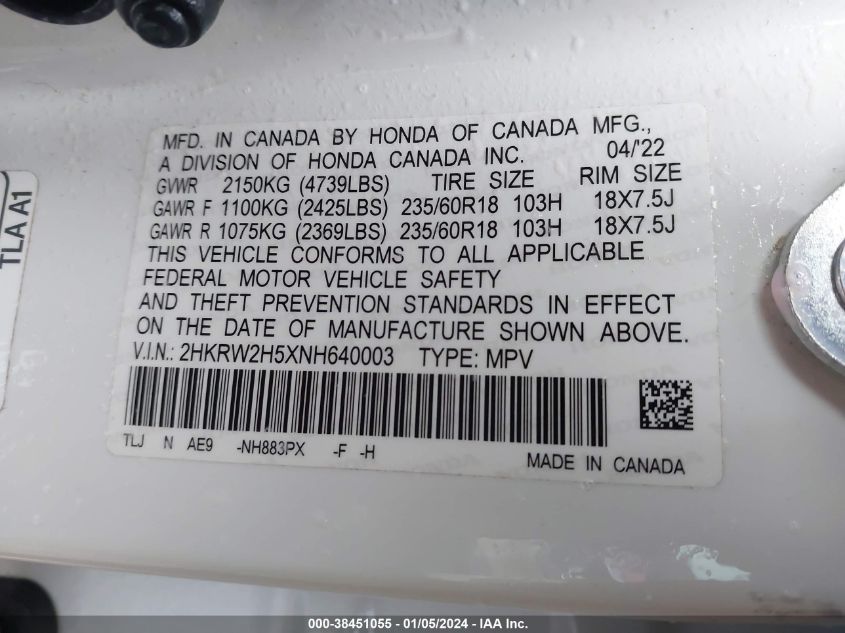 MFD. IN CANADA BY HONDA OF CANADA MFG.,
A DIVISION OF HONDA CANADA INC. 04/'22
GVWR 2150KG (4739LBS) TIRE SIZE RIM SIZE
GAWR F 1100KG (2425LBS) 235/60R18 103H 18X7.5J
GAWR R 1075KG (2369LBS) 235/60R18 103H 18X7.5J
THIS VEHICLE CONFORMS TO ALL APPLICABLE
FEDERAL MOTOR VEHICLE SAFETY
AND THEFT PREVENTION STANDARDS IN EFFECT
ON THE DATE OF MANUFACTURE SHOWN ABOVE.
V.I.N.: 2HKRW2H5XNH640003 TYPE: MPV
TLJ N AE9 -NH883PX -F -H
MADE IN CANADA
TLA A1
000-38451055 / 01/05/2024 - IAA Inc.